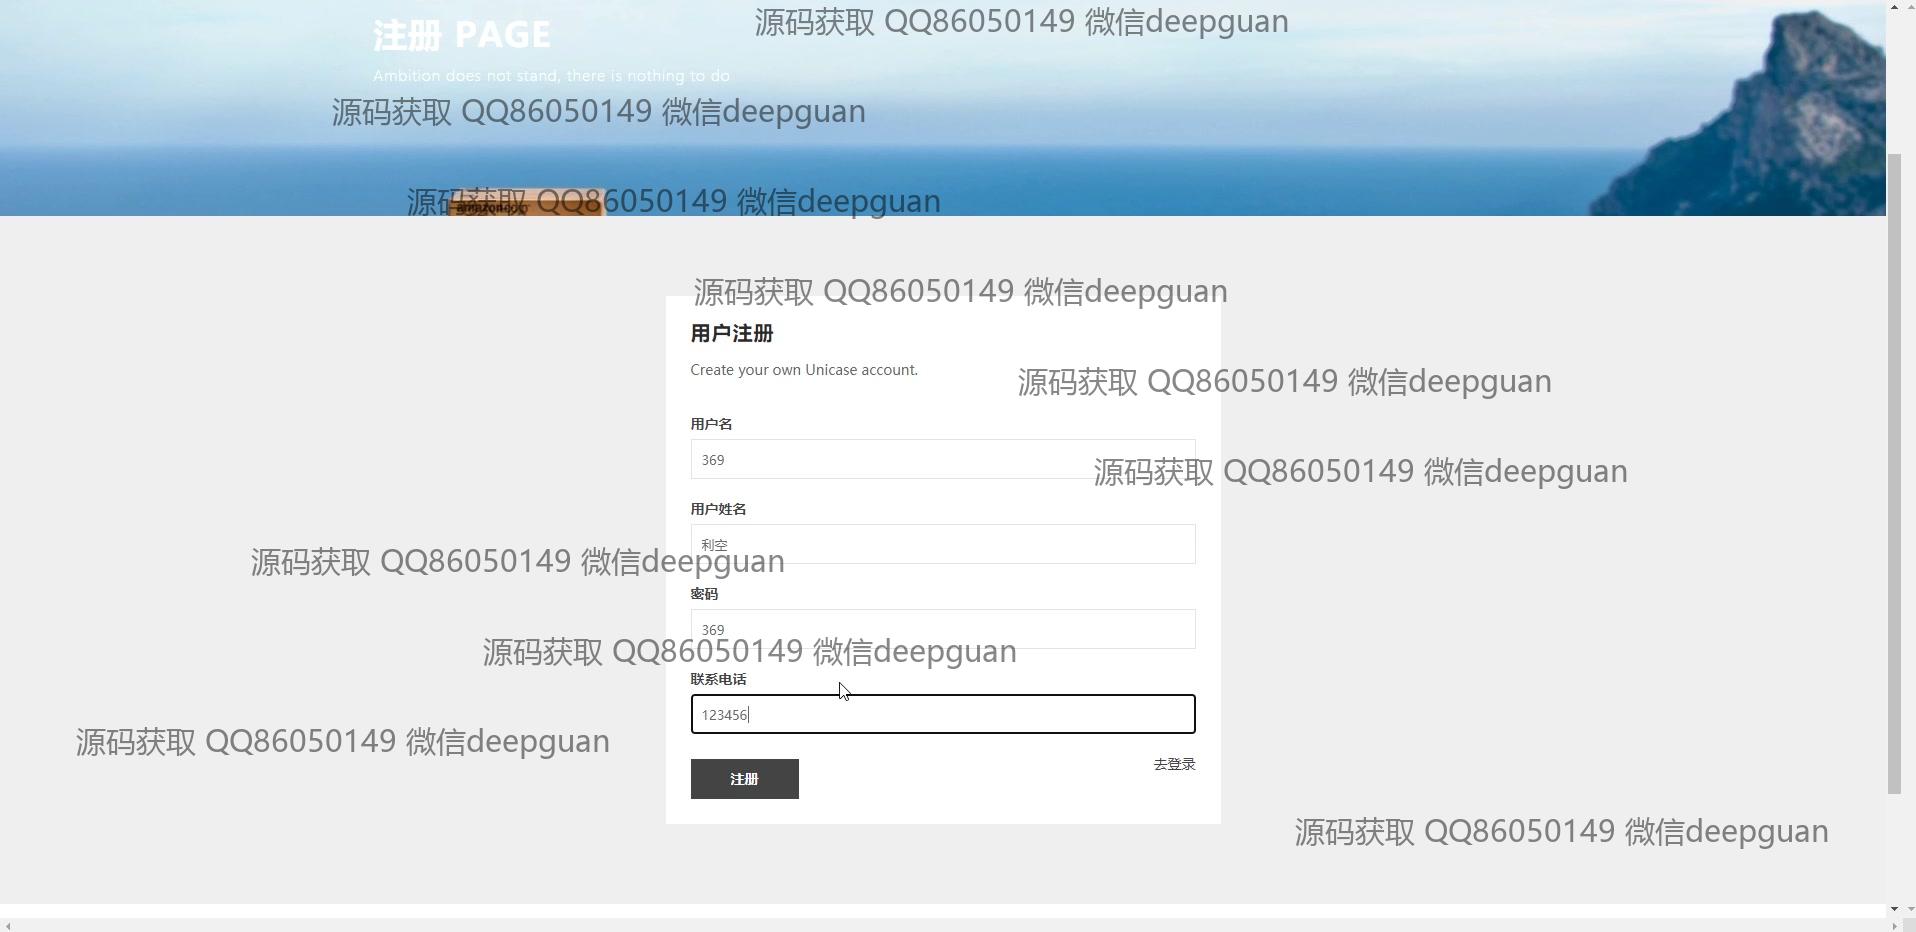 注册 PAGE
源码获取 QQ86050149 微信deepguan
Ambition does not stand, there is nothing to do
源码获取 QQ86050149 微信deepguan
源码获取 QQ86050149 微信deepguan
amazon.com
源码获取 QQ86050149 微信deepguan
用户注册
Create your own Unicase account.
源码获取 QQ86050149 微信deepguan
用户名
369
源码获取 QQ86050149 微信deepguan
用户姓名
利空
源码获取 QQ86050149 微信deepguan
密码
369
源码获取 QQ86050149 微信deepguan
联系电话
123456
源码获取 QQ86050149 微信deepguan
去登录
注册
源码获取 QQ86050149 微信deepguan